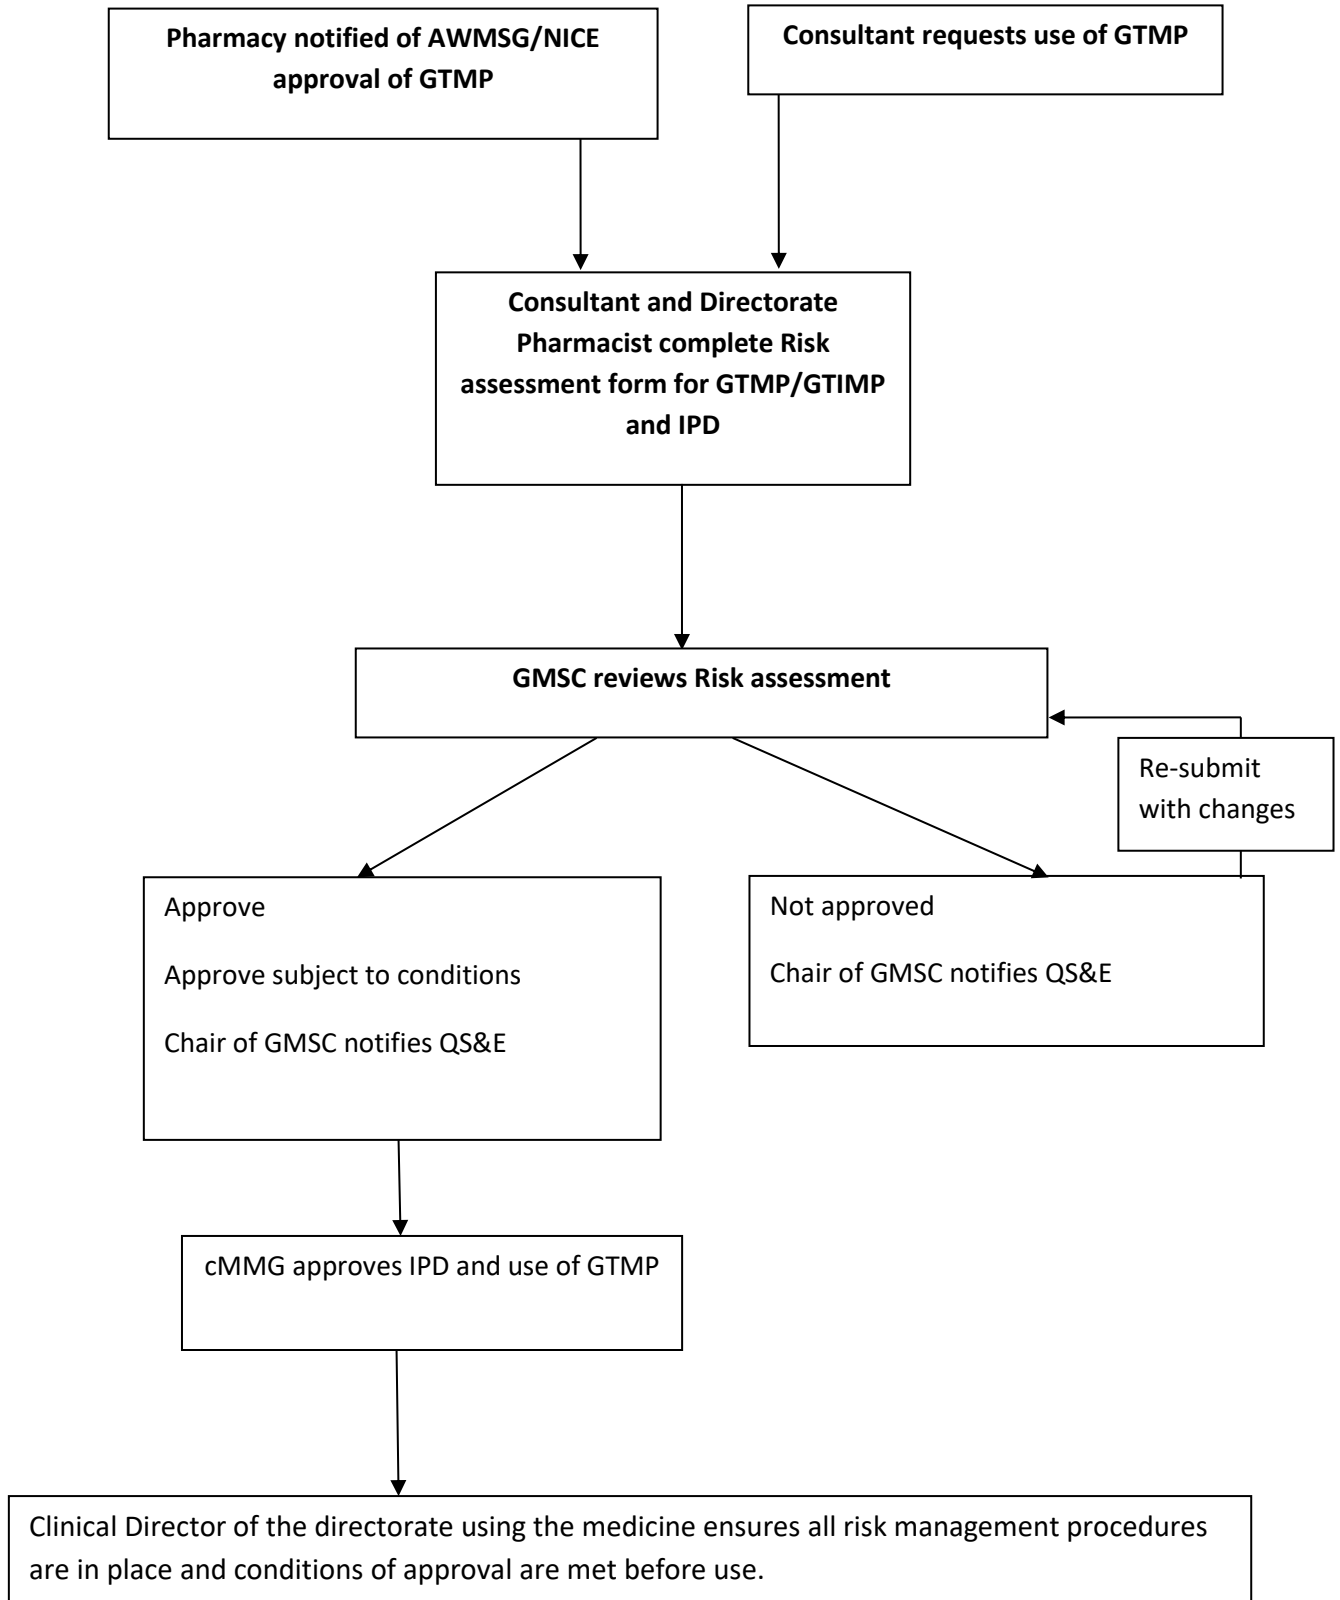 Pharmacy notified of AWMSG/NICE
approval of GTMP
Consultant requests use of GTMP
Consultant and Directorate
Pharmacist complete Risk
assessment form for GTMP/GTIMP
and IPD
GMSC reviews Risk assessment
Re-submit
with changes
Approve
Approve subject to conditions
Chair of GMSC notifies QS&E
Not approved
Chair of GMSC notifies QS&E
cMMG approves IPD and use of GTMP
Clinical Director of the directorate using the medicine ensures all risk management procedures
are in place and conditions of approval are met before use.